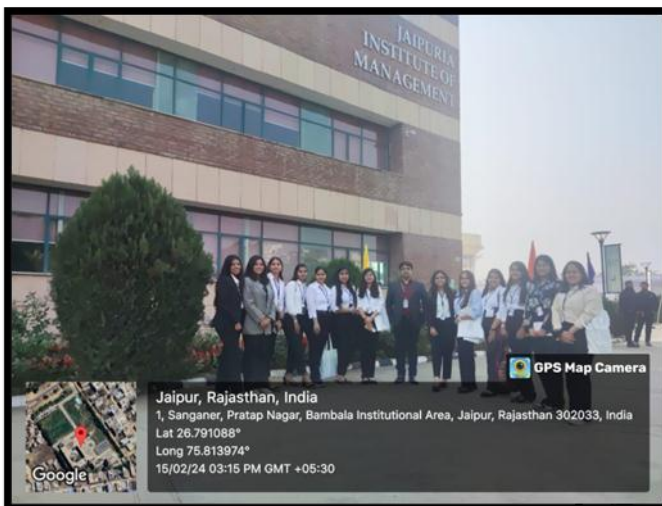 JAIPURIA
INSTITUTE OF
MANAGEMENT
GPS Map Camera
Jaipur, Rajasthan, India
1, Sanganer, Pratap Nagar, Bambala Institutional Area, Jaipur, Rajasthan 302033, India
Lat 26.791088°
Long 75.813974°
15/02/24 03:15 PM GMT +05:30
Google